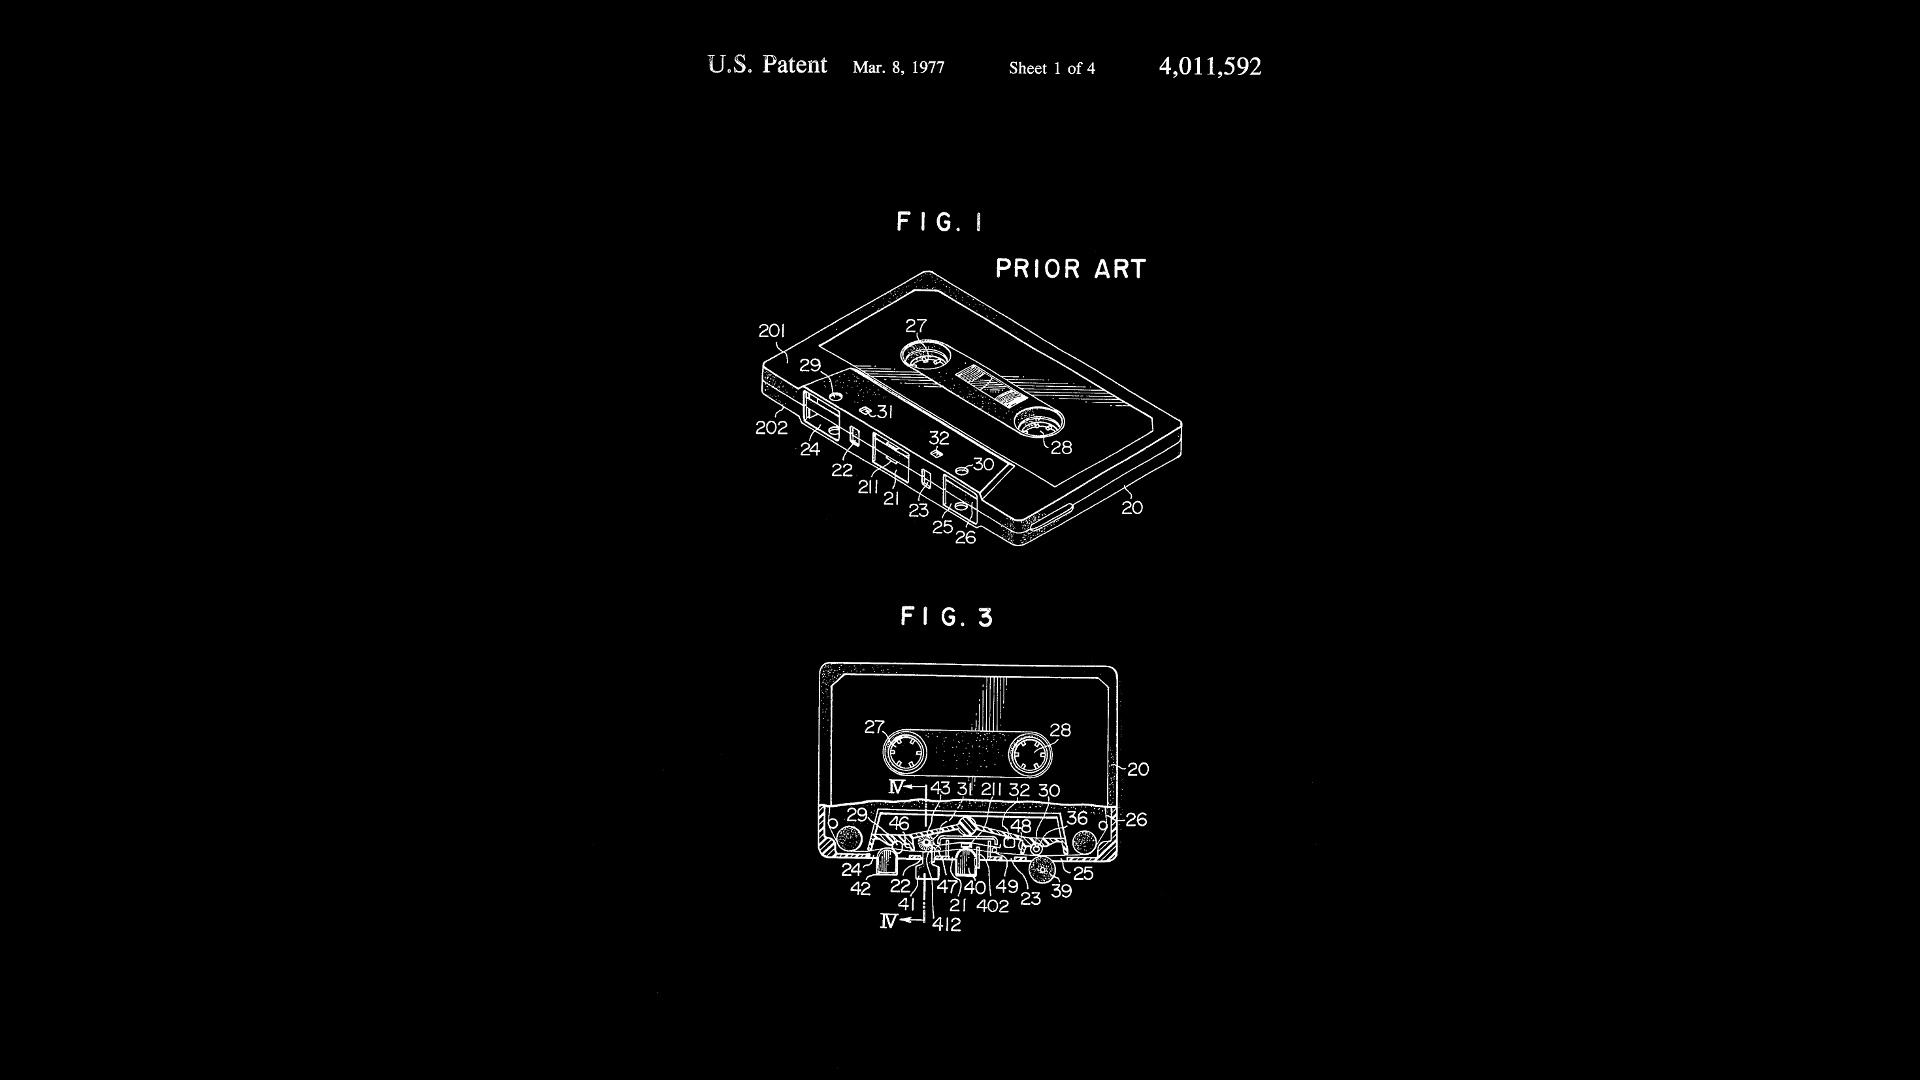 U.S. Patent Mar. 8, 1977 Sheet 1 of 4 4,011,592
FIG. 1
PRIOR ART
27
201
29
31
202
32
24
28
30
22
211
21
23
20
25
26
FIG. 3
27
28
20
IV 43 31 211 32 30
29 46 48 36 26
24 25
42 22 47 40 49 23 39
41 21 402
IV 412